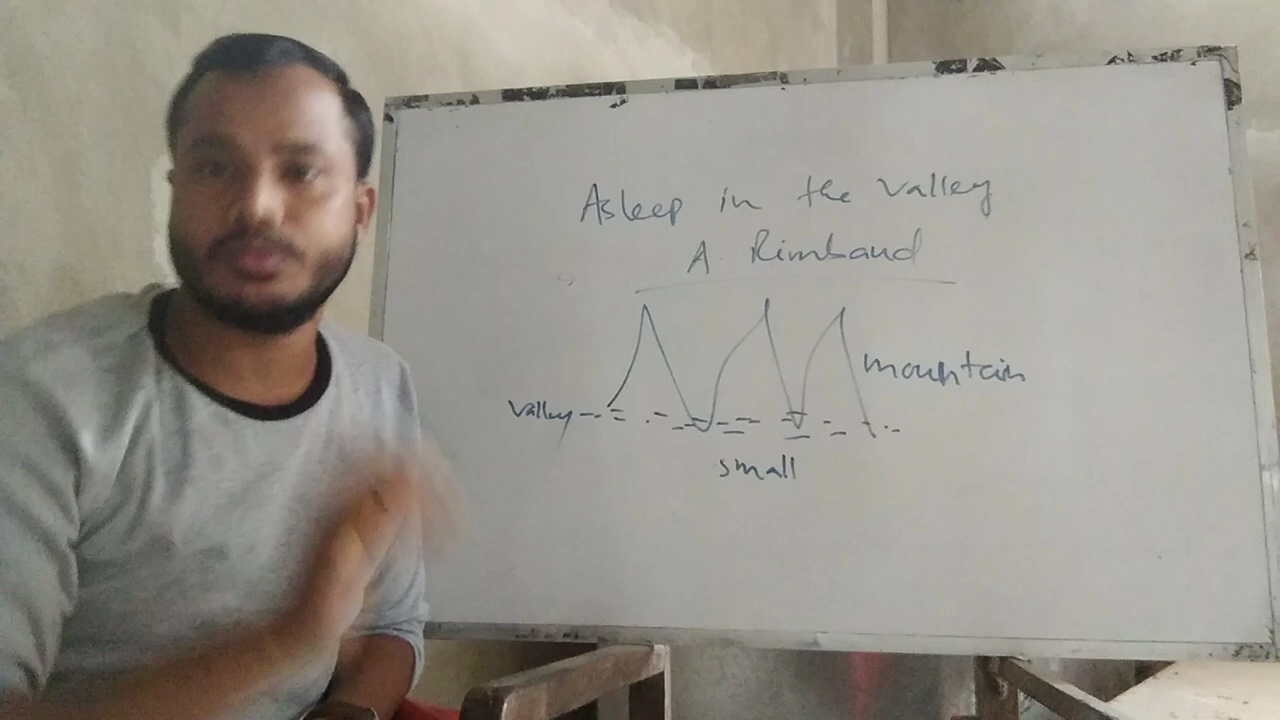 Asleep in the valley
A. Rimbaud
mountain
valley
small